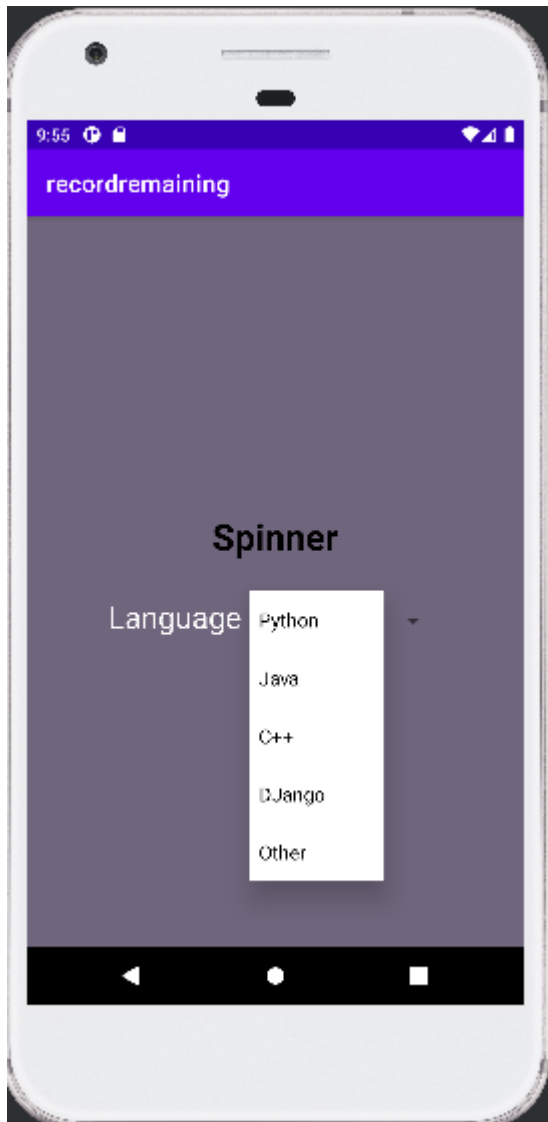 9:55
recordremaining
Spinner
Language Python
Java
C++
DJango
Other